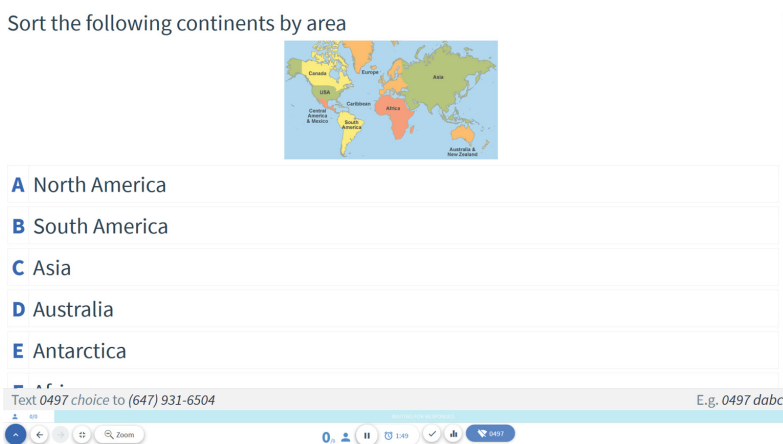 Sort the following continents by area
Canada
Europe
Asia
USA
Caribbean
Africa
Central
America
& Mexico
South
America
Australia &
New Zealand
A North America
B South America
C Asia
D Australia
E Antarctica
Text 0497 choice to (647) 931-6504
E.g. 0497 dabc
0/0
Zoom
0
1:49
0497